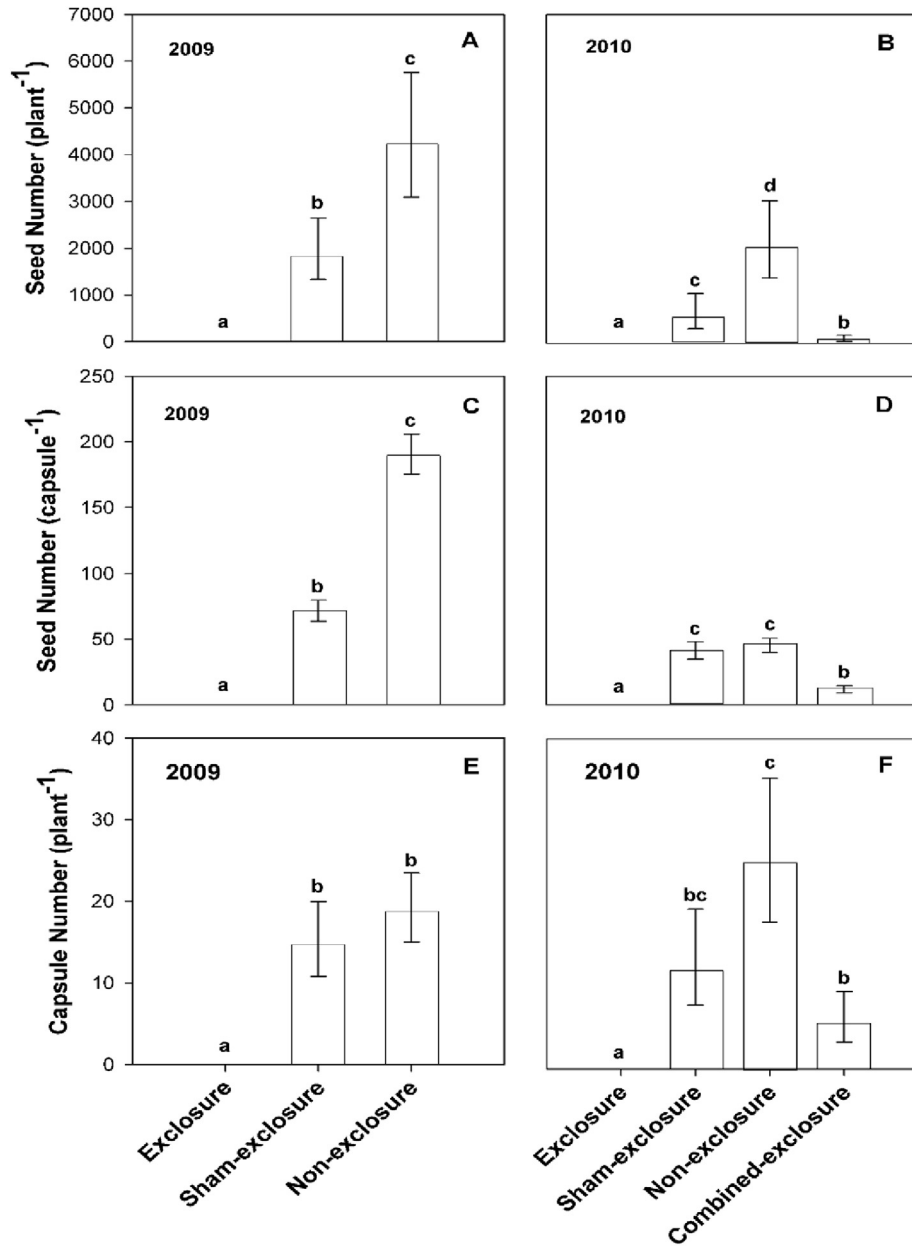 7000
6000
5000
4000
3000
2000
1000
0
Seed Number (plant⁻¹)
2009
A
a
b
c
2010
B
a
c
d
b
250
200
150
100
50
0
Seed Number (capsule⁻¹)
2009
C
a
b
c
2010
D
a
c
c
b
40
30
20
10
0
Capsule Number (plant⁻¹)
2009
E
a
b
b
2010
F
a
bc
c
b
Exclosure
Sham-exclosure
Non-exclosure
Exclosure
Sham-exclosure
Non-exclosure
Combined-exclosure